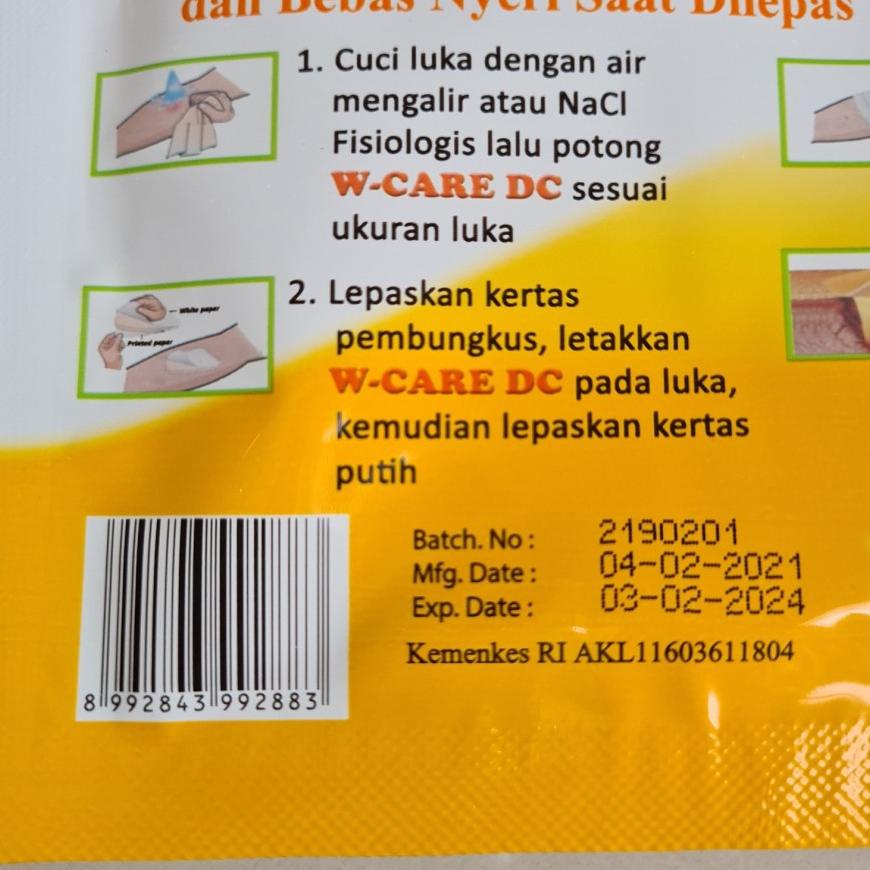 dan Bebas Nyeri Saat Dilepas
1. Cuci luka dengan air
mengalir atau NaCl
Fisiologis lalu potong
W-CARE DC sesuai
ukuran luka
White paper
Printed paper
2. Lepaskan kertas
pembungkus, letakkan
W-CARE DC pada luka,
kemudian lepaskan kertas
putih
Batch. No : 2190201
Mfg. Date : 04-02-2021
Exp. Date : 03-02-2024
Kemenkes RI AKL11603611804
8 992843 992883